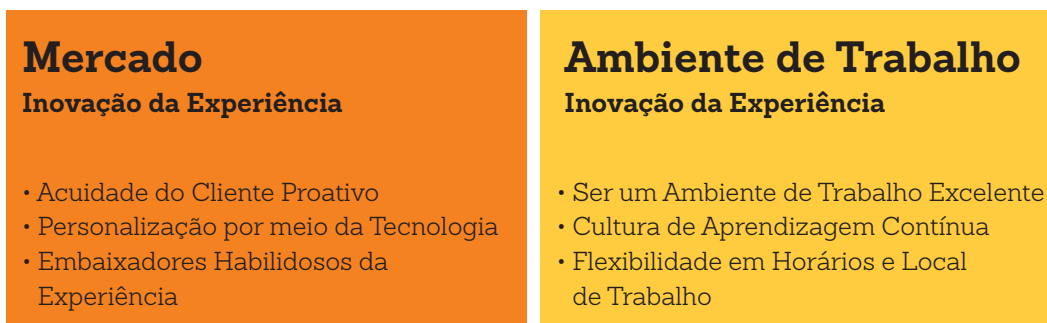 Mercado
Inovação da Experiência
• Acuidade do Cliente Proativo
• Personalização por meio da Tecnologia
• Embaixadores Habilidosos da
Experiência
Ambiente de Trabalho
Inovação da Experiência
• Ser um Ambiente de Trabalho Excelente
• Cultura de Aprendizagem Contínua
• Flexibilidade em Horários e Local
de Trabalho